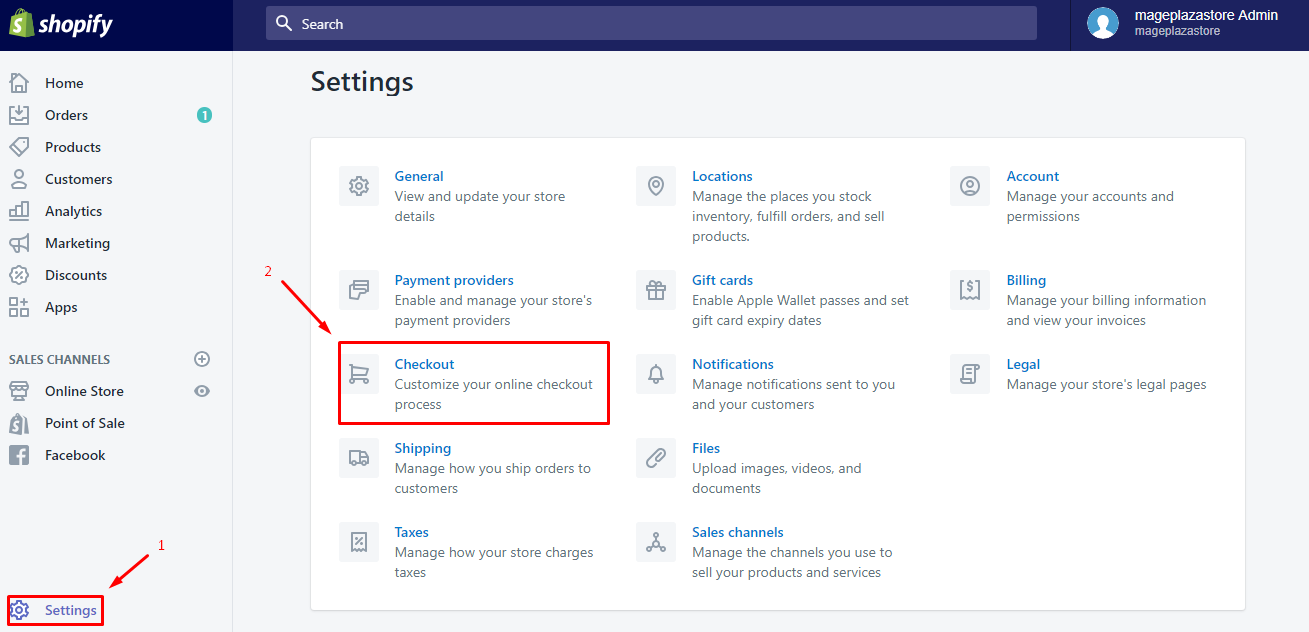 shopify
Search
mageplazastore Admin
mageplazastore
Home
Orders
1
Products
Customers
Analytics
Marketing
Discounts
Apps
SALES CHANNELS
Online Store
Point of Sale
Facebook
1
Settings
Settings
General
View and update your store
details
Locations
Manage the places you stock
inventory, fulfill orders, and sell
products.
Account
Manage your accounts and
permissions
2
Payment providers
Enable and manage your store's
payment providers
Gift cards
Enable Apple Wallet passes and set
gift card expiry dates
Billing
Manage your billing information
and view your invoices
Checkout
Customize your online checkout
process
Notifications
Manage notifications sent to you
and your customers
Legal
Manage your store's legal pages
Shipping
Manage how you ship orders to
customers
Files
Upload images, videos, and
documents
Taxes
Manage how your store charges
taxes
Sales channels
Manage the channels you use to
sell your products and services